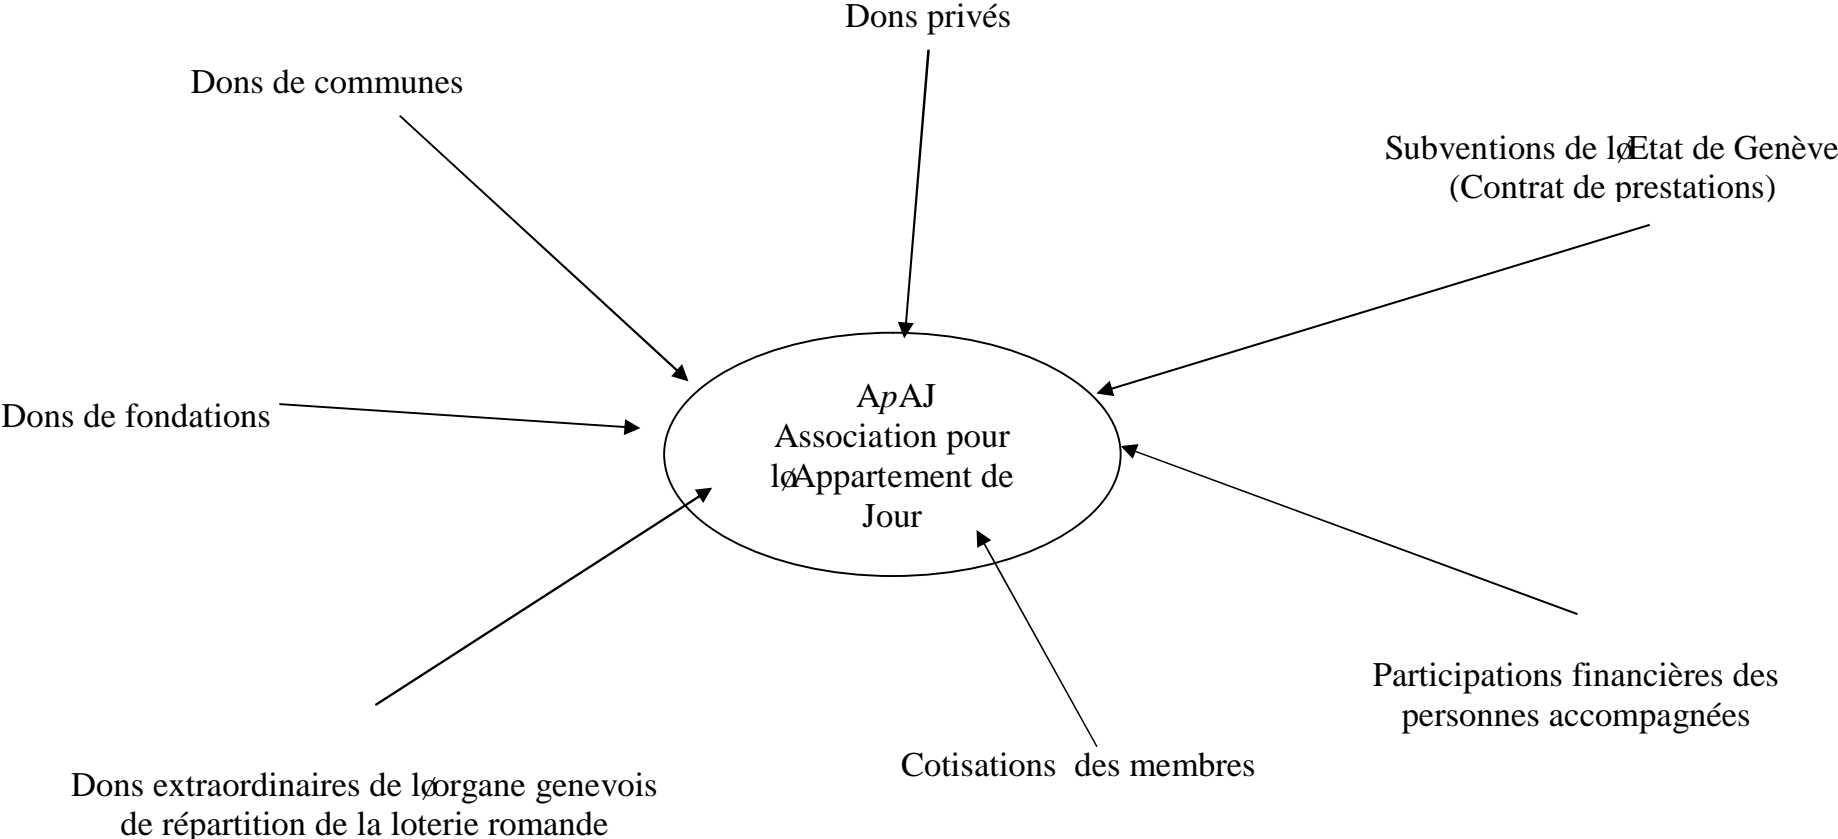 Dons privés
Dons de communes
Subventions de løEtat de Genève
(Contrat de prestations)
Dons de fondations
ApAJ
Association pour
løAppartement de
Jour
Participations financières des
personnes accompagnées
Cotisations  des membres
Dons extraordinaires de løorgane genevois
de répartition de la loterie romande